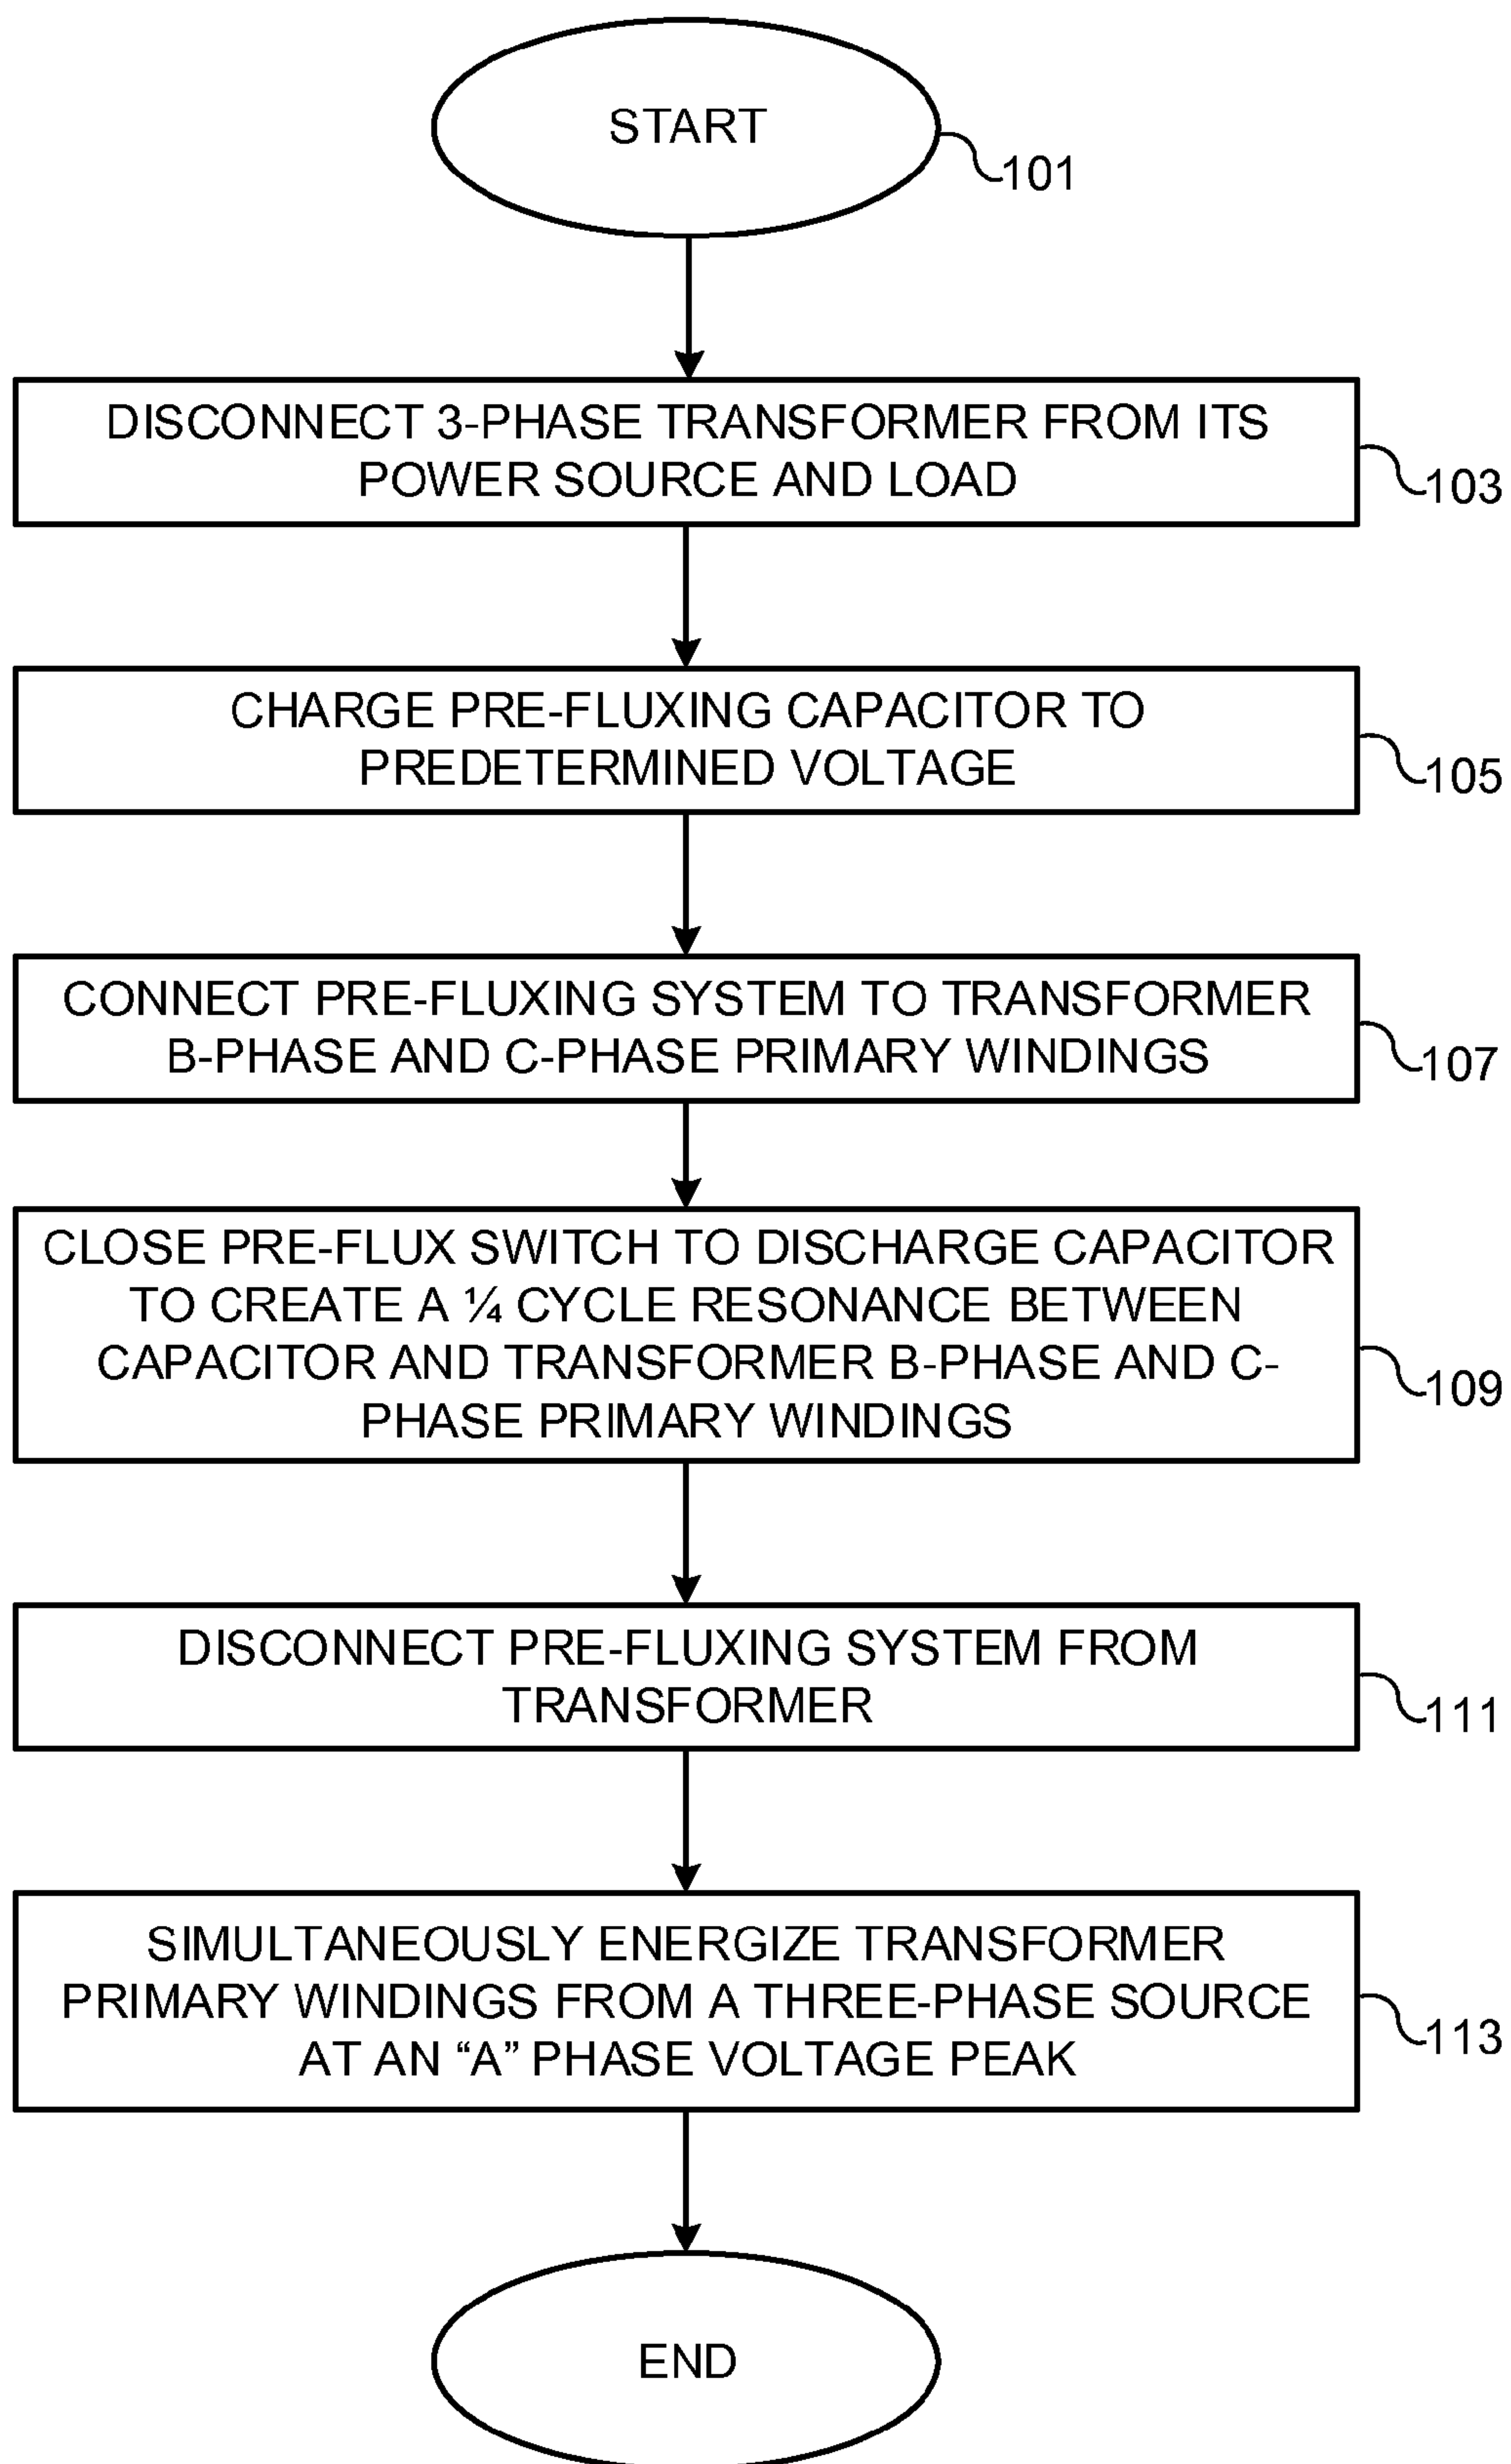 START
101
DISCONNECT 3-PHASE TRANSFORMER FROM ITS
POWER SOURCE AND LOAD
103
CHARGE PRE-FLUXING CAPACITOR TO
PREDETERMINED VOLTAGE
105
CONNECT PRE-FLUXING SYSTEM TO TRANSFORMER
B-PHASE AND C-PHASE PRIMARY WINDINGS
107
CLOSE PRE-FLUX SWITCH TO DISCHARGE CAPACITOR
TO CREATE A ¼ CYCLE RESONANCE BETWEEN
CAPACITOR AND TRANSFORMER B-PHASE AND C-
PHASE PRIMARY WINDINGS
109
DISCONNECT PRE-FLUXING SYSTEM FROM
TRANSFORMER
111
SIMULTANEOUSLY ENERGIZE TRANSFORMER
PRIMARY WINDINGS FROM A THREE-PHASE SOURCE
AT AN “A” PHASE VOLTAGE PEAK
113
END